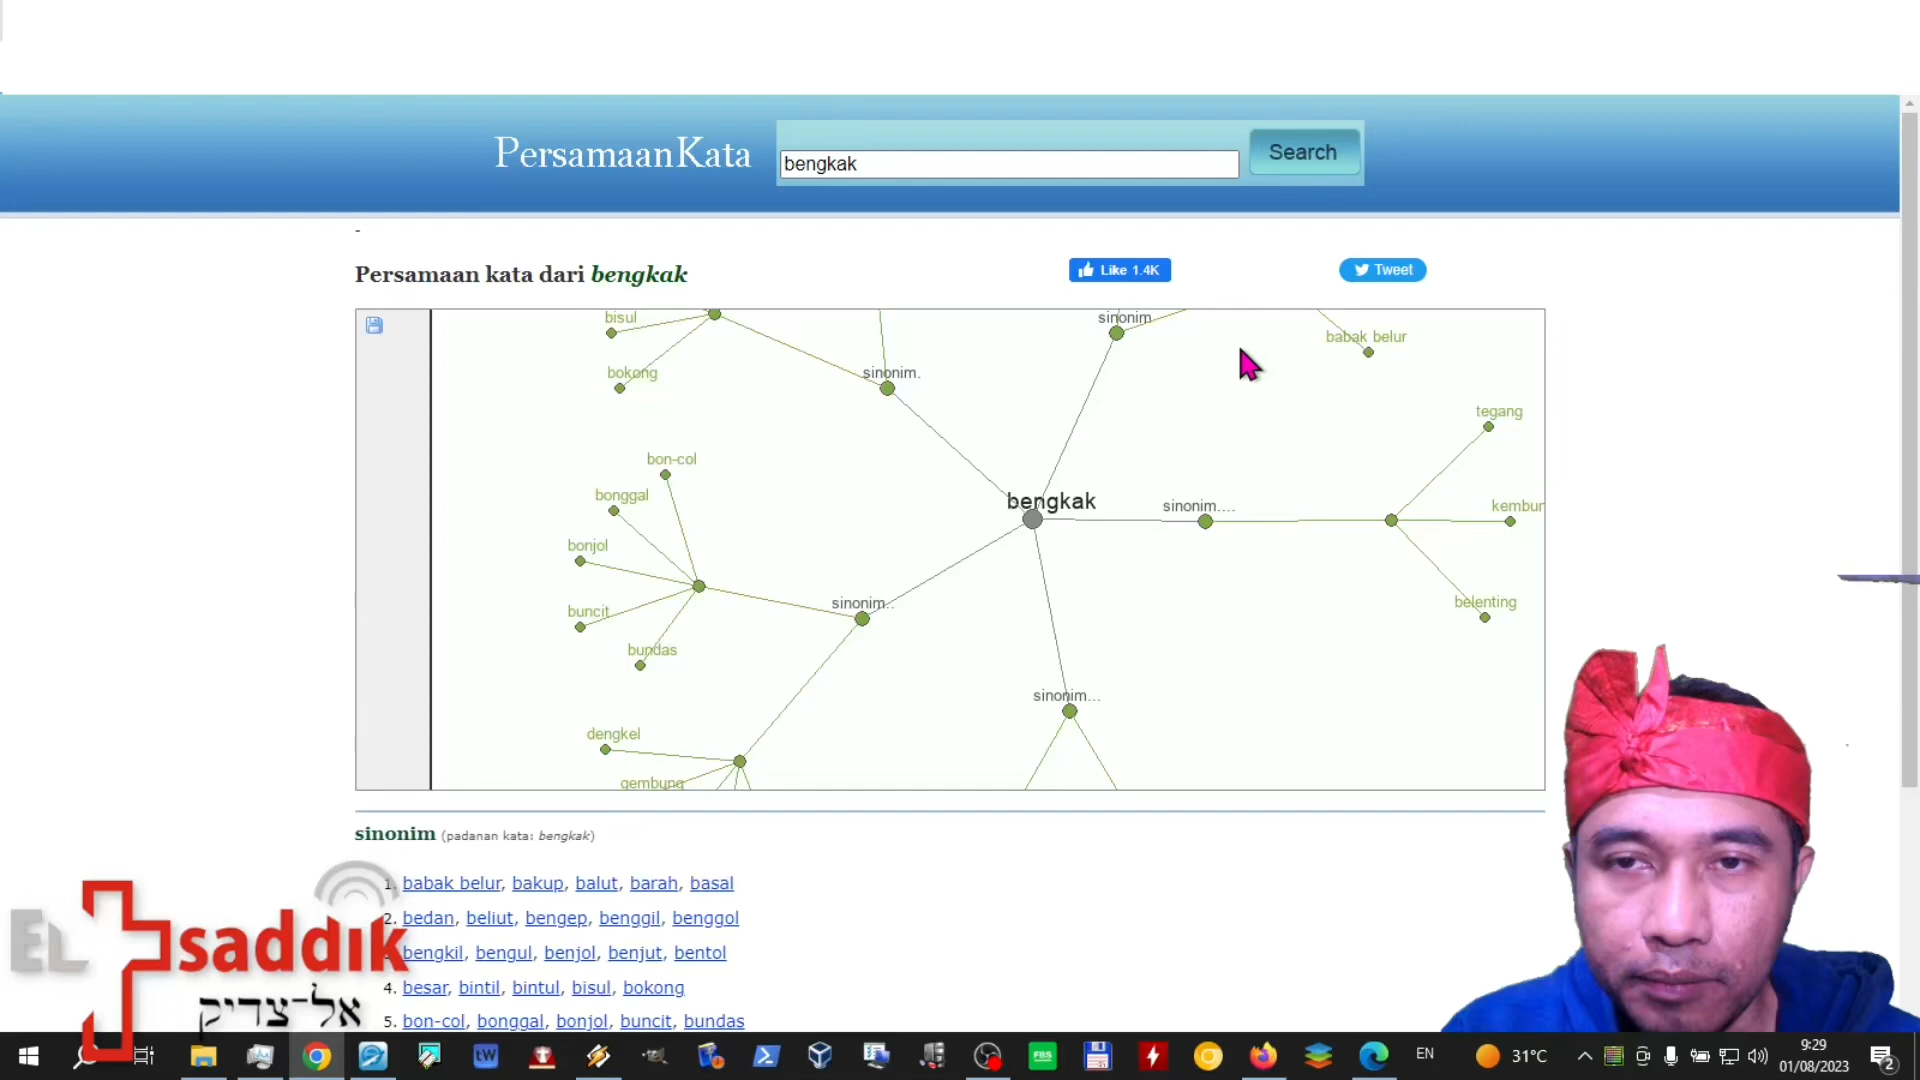 PersamaanKata
bengkak
Search
-
Persamaan kata dari bengkak
Like 1.4K
Tweet
bisul
bokong
sinonim.
sinonim
babak belur
tegang
bon-col
bonggal
bengkak
sinonim....
kembun
bonjol
buncit
sinonim..
belenting
bundas
sinonim...
dengkel
gembung
sinonim (padanan kata: bengkak)
1. babak belur, bakup, balut, barah, basal
2. bedan, beliut, bengep, benggil, benggol
bengkil, bengul, benjol, benjut, bentol
4. besar, bintil, bintul, bisul, bokong
5. bon-col, bonggal, bonjol, buncit, bundas
EL saddik
אל-צדיק
tW
FBS
EN
31°C
9:29
01/08/2023
2